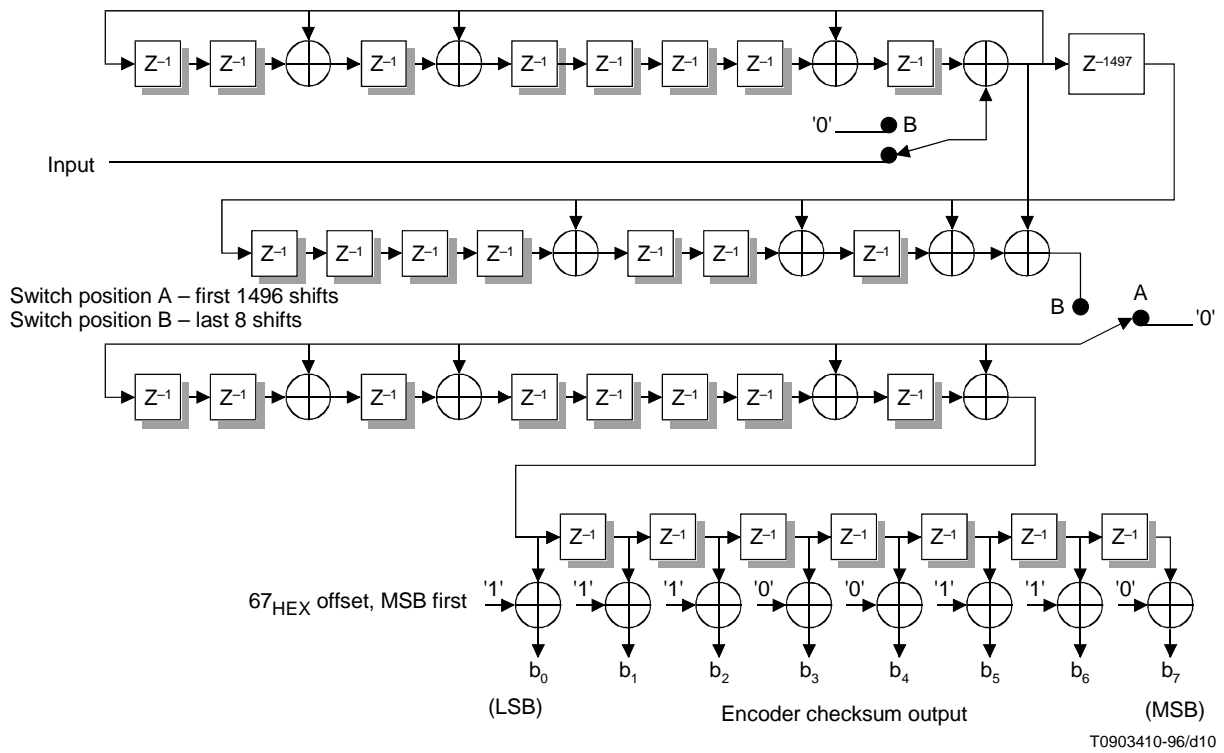 Z–1 Z–1 Z–1 Z–1 Z–1 Z–1 Z–1 Z–1 Z–1497
'0' B
Input
Z–1 Z–1 Z–1 Z–1 Z–1 Z–1 Z–1
Switch position A – first 1496 shifts
Switch position B – last 8 shifts
B A '0'
Z–1 Z–1 Z–1 Z–1 Z–1 Z–1 Z–1 Z–1
Z–1 Z–1 Z–1 Z–1 Z–1 Z–1 Z–1
67HEX offset, MSB first '1' '1' '1' '0' '0' '1' '1' '0'
b0 b1 b2 b3 b4 b5 b6 b7
(LSB) Encoder checksum output (MSB)
T0903410-96/d10